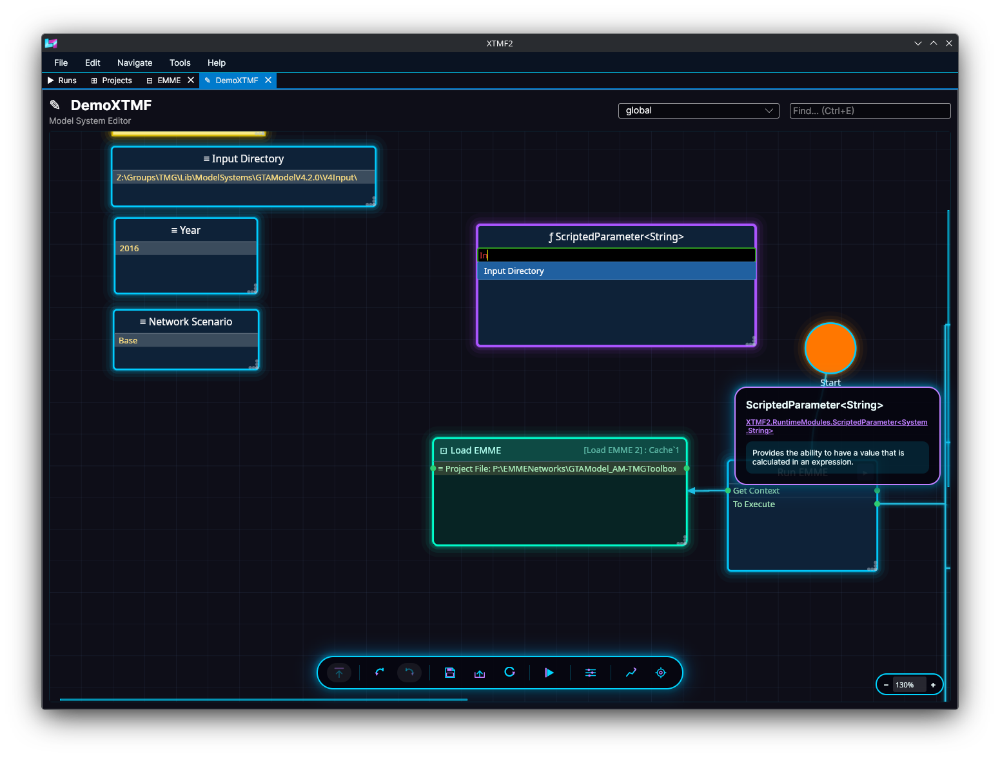 XTMF2
File Edit Navigate Tools Help
Runs Projects EMME DemoXTMF
DemoXTMF
Model System Editor
global
Find... (Ctrl+E)
≡ Input Directory
Z:\Groups\TMG\Lib\ModelSystems\GTAModelV4.2.0\V4Input\
≡ Year
2016
≡ Network Scenario
Base
ƒ ScriptedParameter<String>
In
Input Directory
Start
ScriptedParameter<String>
XTMF2.RuntimeModules.ScriptedParameter<System
.String>
Provides the ability to have a value that is
calculated in an expression.
Load EMME [Load EMME 2] : Cache`1
≡ Project File: P:\EMMENetworks\GTAModel_AM-TMGToolbox
Run EMME
Get Context
To Execute
− 130% +